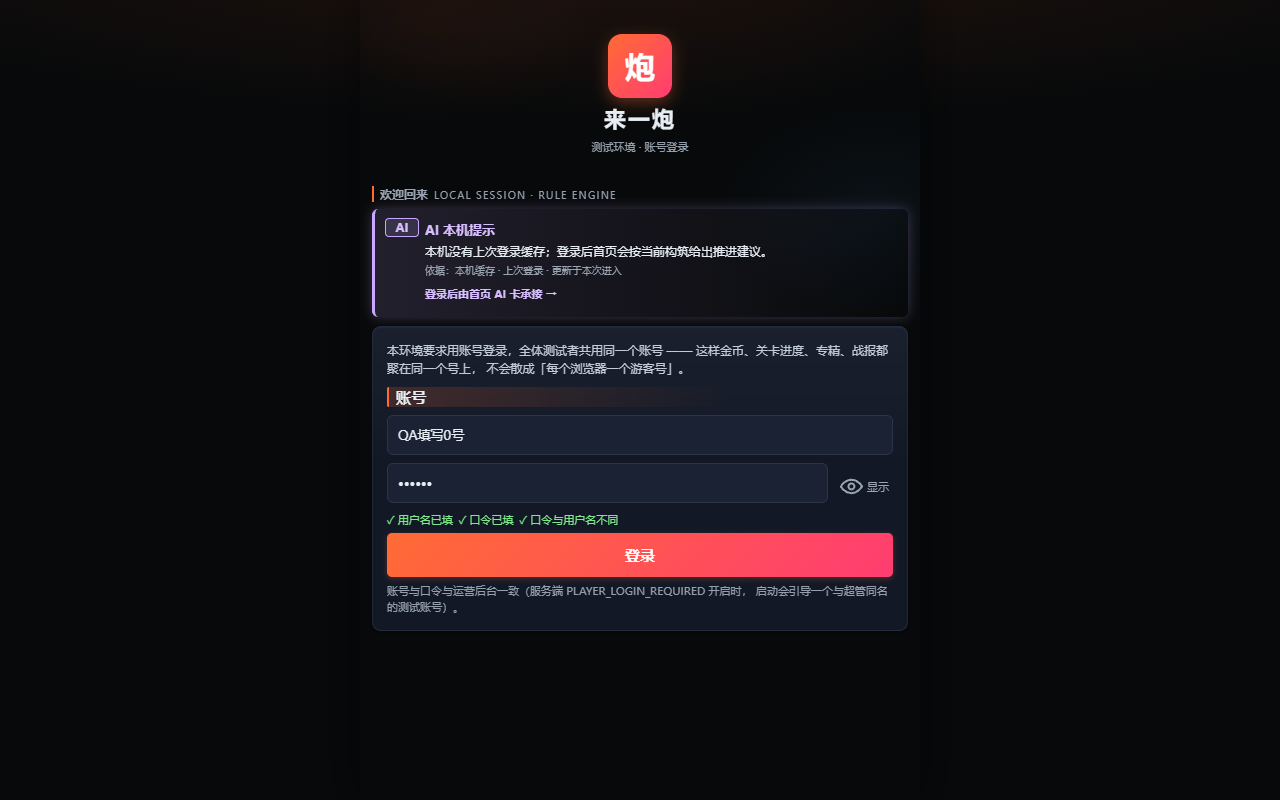 炮
来一炮
测试环境 · 账号登录
欢迎回来 LOCAL SESSION · RULE ENGINE
AI AI 本机提示
本机没有上次登录缓存；登录后首页会按当前构筑给出推进建议。
依据：本机缓存 · 上次登录 · 更新于本次进入
登录后由首页 AI 卡承接 →
本环境要求用账号登录，全体测试者共用同一个账号 —— 这样金币、关卡进度、专精、战报都
聚在同一个号上， 不会散成「每个浏览器一个游客号」。
账号
QA填写0号
••••••
显示
✓ 用户名已填 ✓ 口令已填 ✓ 口令与用户名不同
登录
账号与口令与运营后台一致（服务端 PLAYER_LOGIN_REQUIRED 开启时， 启动会引导一个与超管同名
的测试账号）。